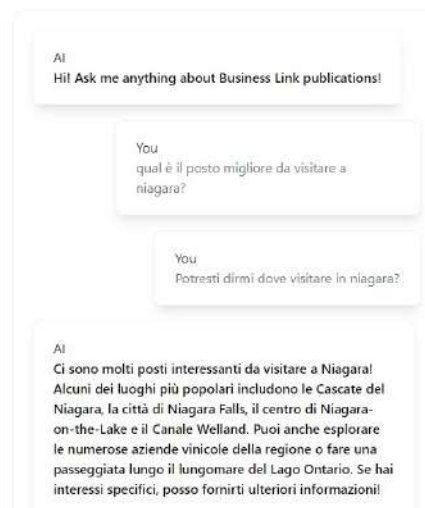 AI
Hi! Ask me anything about Business Link publications!
You
qual è il posto migliore da visitare a
niagara?
You
Potresti dirmi dove visitare in niagara?
AI
Ci sono molti posti interessanti da visitare a Niagara!
Alcuni dei luoghi più popolari includono le Cascate del
Niagara, la città di Niagara Falls, il centro di Niagara-
on-the-Lake e il Canale Welland. Puoi anche esplorare
le numerose aziende vinicole della regione o fare una
passeggiata lungo il lungomare del Lago Ontario. Se hai
interessi specifici, posso fornirti ulteriori informazioni!